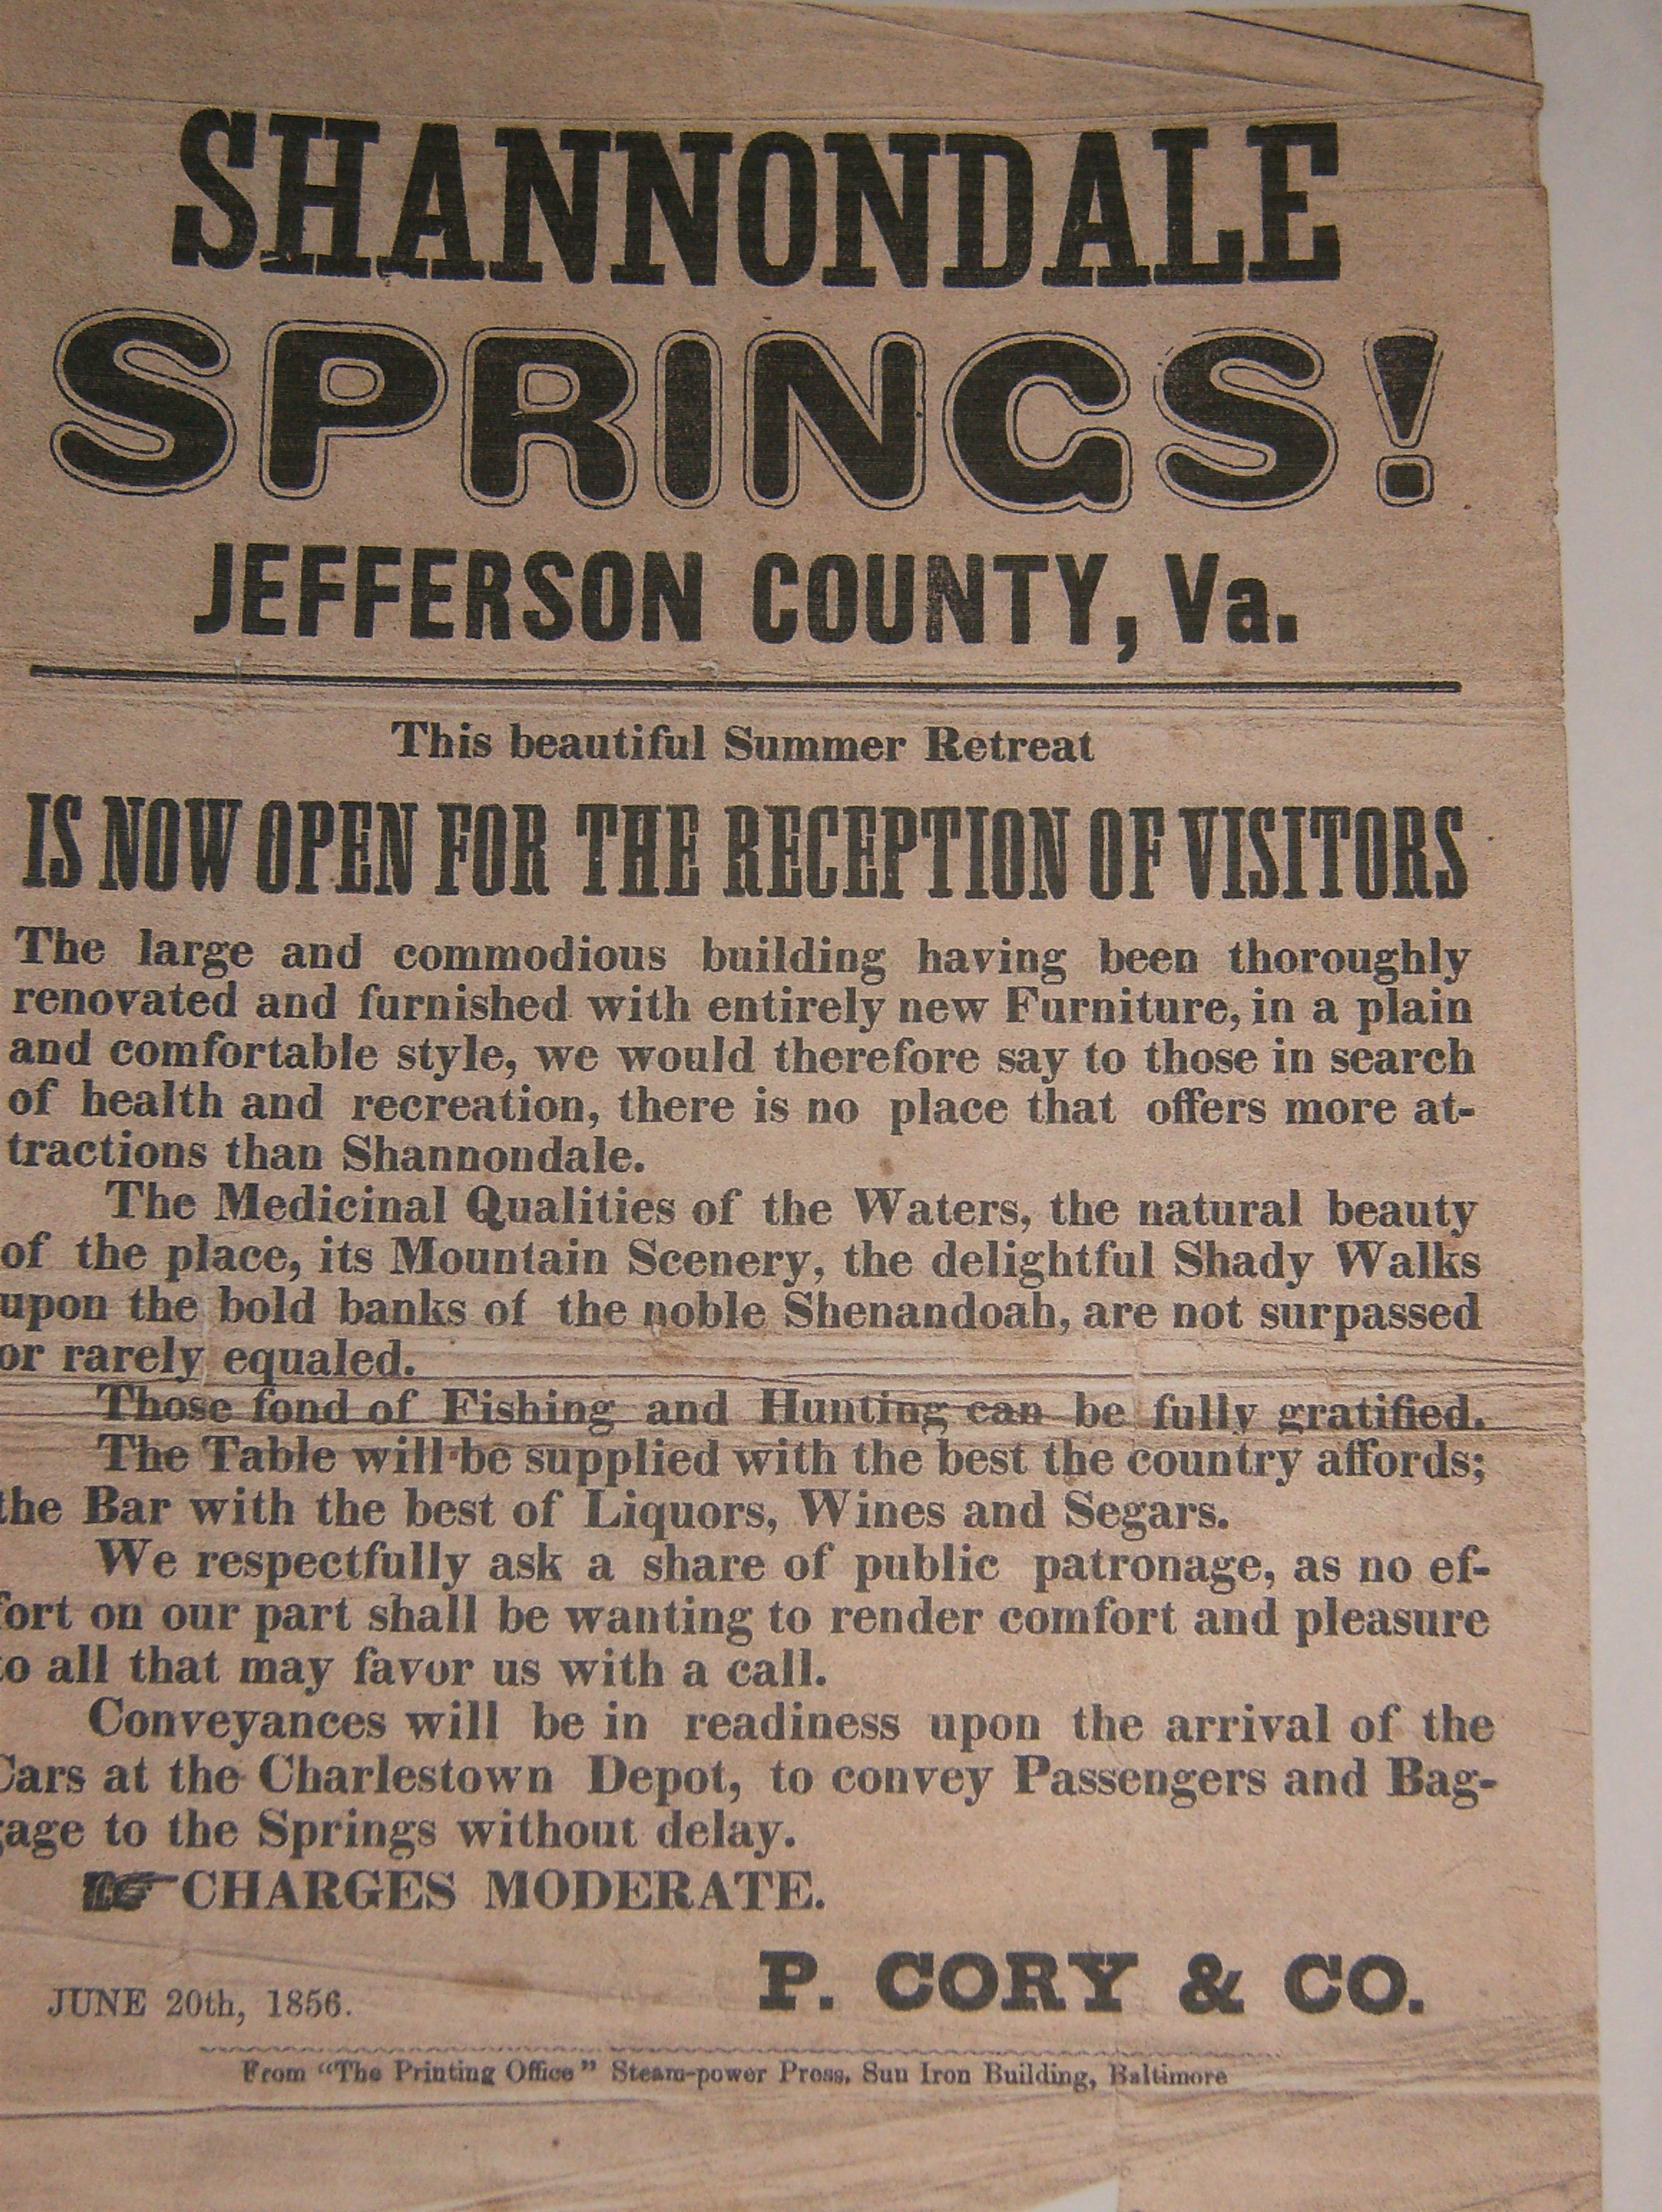 SHANNONDALE
SPRINGS!
JEFFERSON COUNTY, Va.
This beautiful Summer Retreat
IS NOW OPEN FOR THE RECEPTION OF VISITORS
The large and commodious building having been thoroughly
renovated and furnished with entirely new Furniture, in a plain
and comfortable style, we would therefore say to those in search
of health and recreation, there is no place that offers more at-
tractions than Shannondale.
The Medicinal Qualities of the Waters, the natural beauty
of the place, its Mountain Scenery, the delightful Shady Walks
upon the bold banks of the noble Shenandoah, are not surpassed
or rarely equaled.
Those fond of Fishing and Hunting can be fully gratified.
The Table will be supplied with the best the country affords;
the Bar with the best of Liquors, Wines and Segars.
We respectfully ask a share of public patronage, as no ef-
fort on our part shall be wanting to render comfort and pleasure
to all that may favor us with a call.
Conveyances will be in readiness upon the arrival of the
Cars at the Charlestown Depot, to convey Passengers and Bag-
gage to the Springs without delay.
☞ CHARGES MODERATE.
P. CORY & CO.
JUNE 20th, 1856.
From "The Printing Office" Steam-power Press, Sun Iron Building, Baltimore